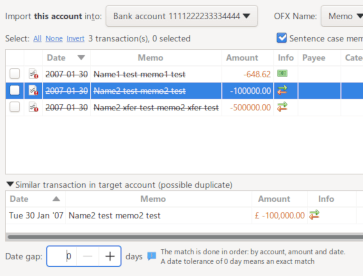 Import this account into: Bank account 1111222233334444 OFX Name: Memo
Select: All None Invert 3 transaction(s), 0 selected Sentence case mem
Date Memo Amount Info Payee Cate
2007-01-30 Name1 test memo1 test -648.62
2007-01-30 Name2 test memo2 test -100000.00
2007-01-30 Name2 xfer test memo2 xfer test -500000.00
Similar transaction in target account (possible duplicate)
Date Memo Amount Info
Tue 30 Jan '07 Name2 test memo2 test £ -100,000.00
Date gap: 0 − + days The match is done in order: by account, amount and date.
A date tolerance of 0 day means an exact match